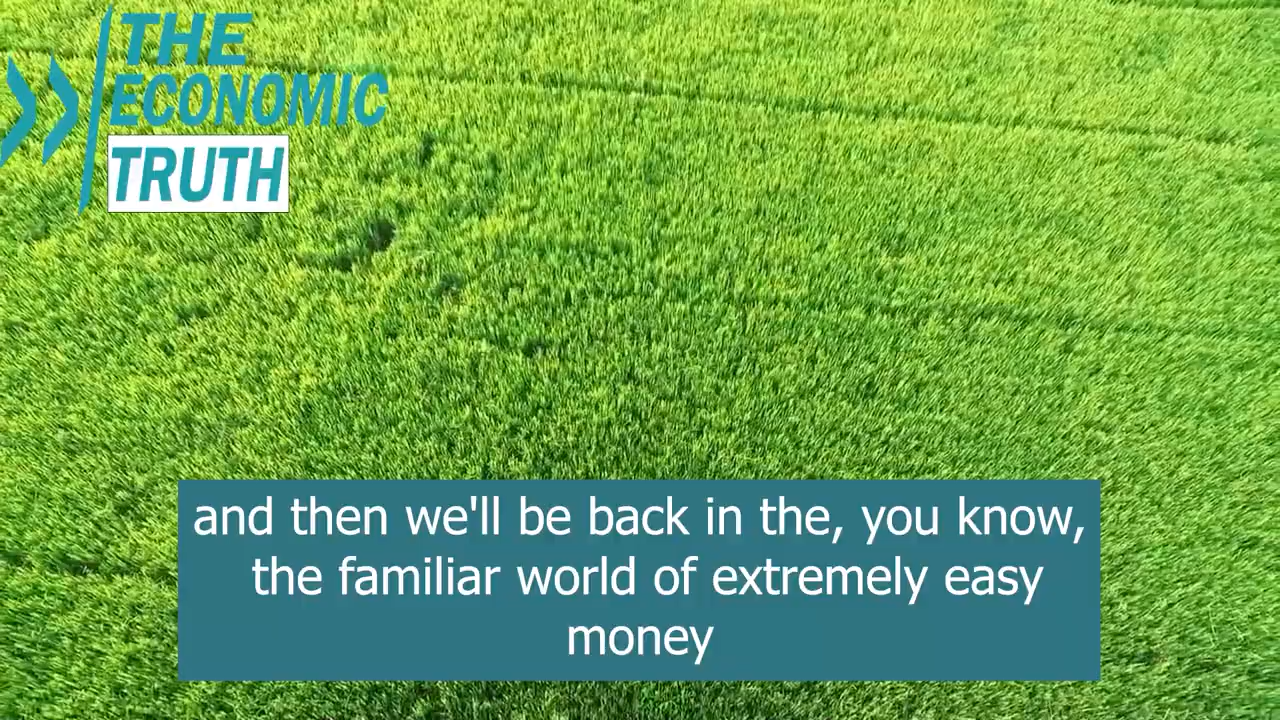 THE
ECONOMIC
TRUTH
and then we'll be back in the, you know,
the familiar world of extremely easy
money